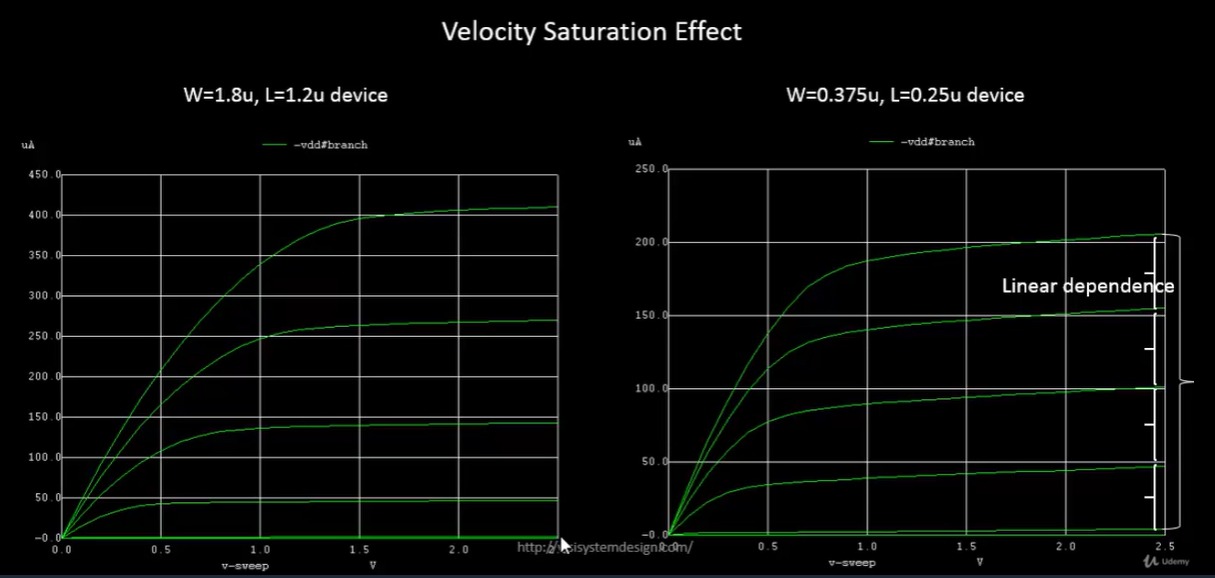 Velocity Saturation Effect
W=1.8u, L=1.2u device
uA
-vdd#branch
450.0
400.0
350.0
300.0
250.0
200.0
150.0
100.0
50.0
-0.0
0.0
0.5
1.0
1.5
2.0
v-sweep
V
W=0.375u, L=0.25u device
uA
-vdd#branch
250.0
200.0
150.0
100.0
50.0
-0.0
0.5
1.0
1.5
2.0
2.5
v-sweep
V
Linear dependence
Udemy